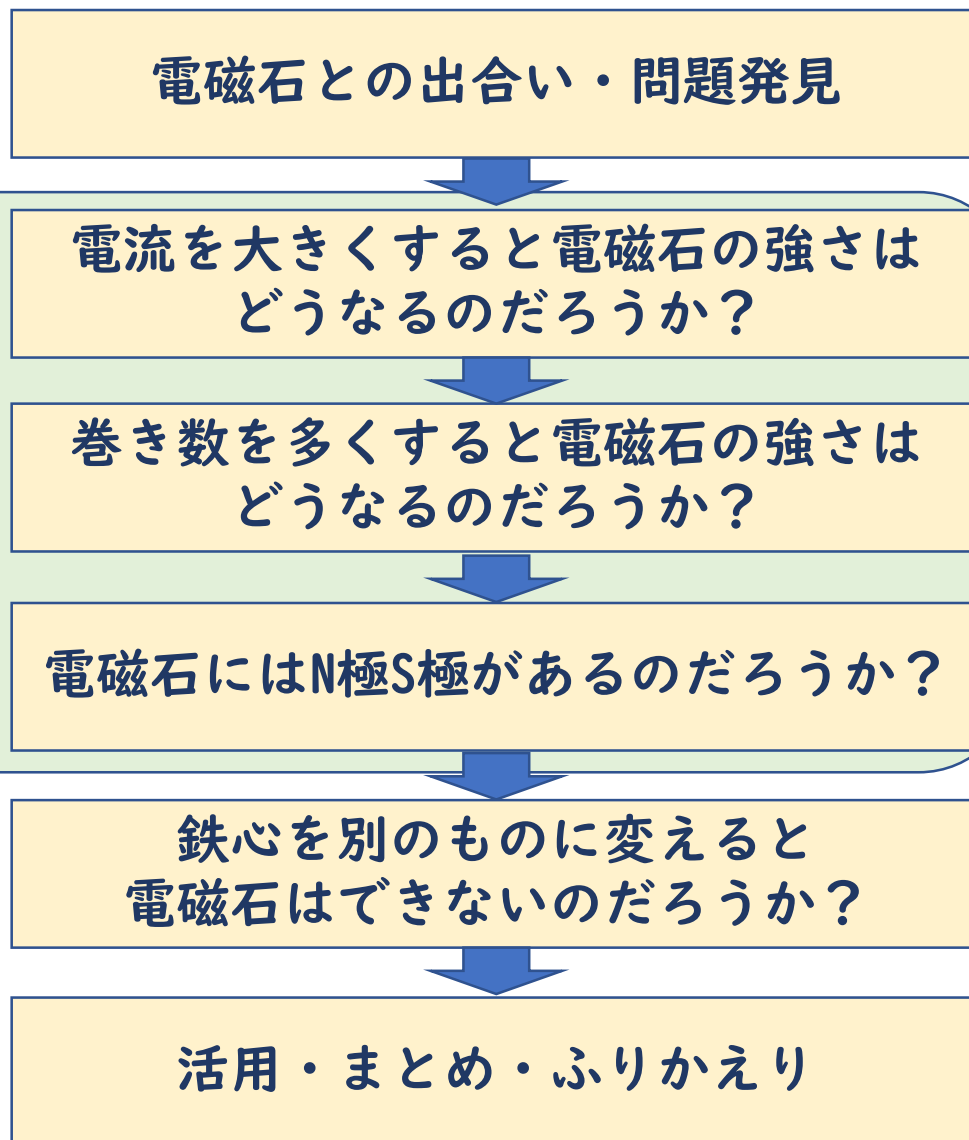 電磁石との出合い・問題発見
電流を大きくすると電磁石の強さは
どうなるのだろうか？
巻き数を多くすると電磁石の強さは
どうなるのだろうか？
電磁石にはN極S極があるのだろうか？
鉄心を別のものに変えると
電磁石はできないのだろうか？
活用・まとめ・ふりかえり